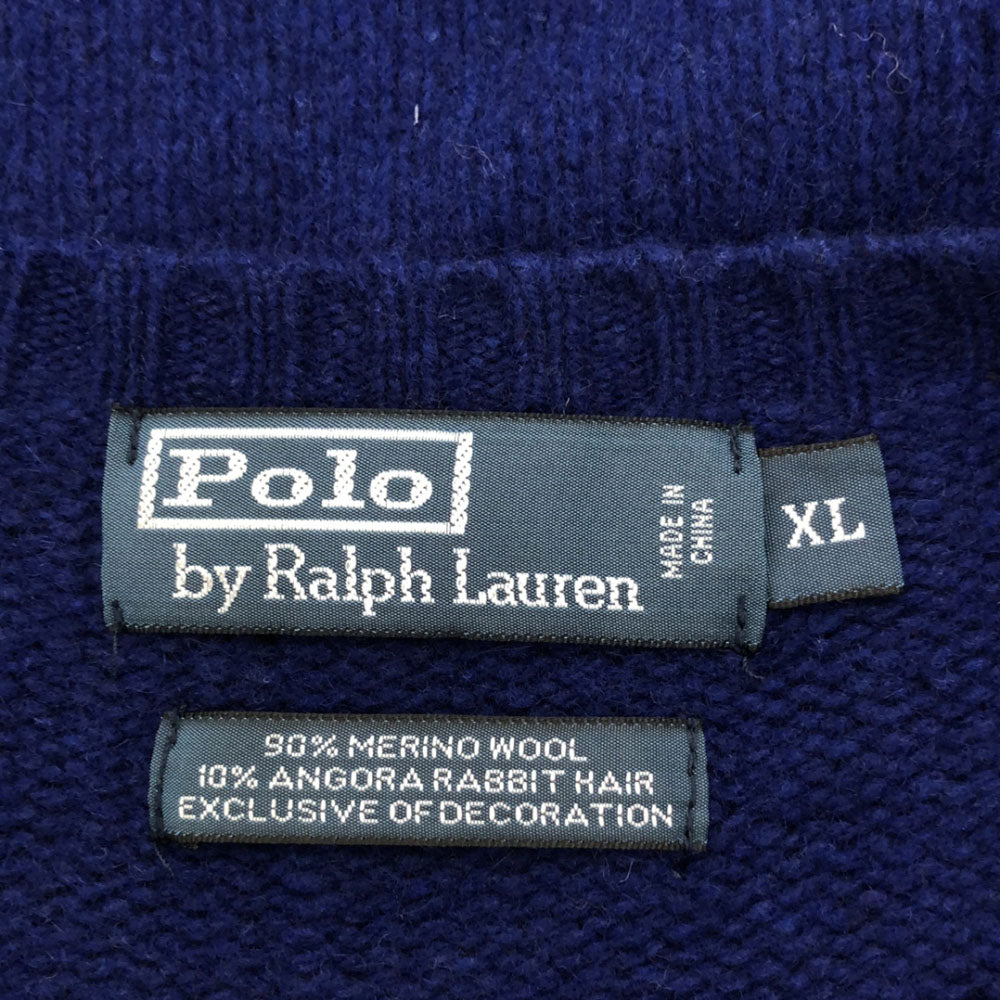 Polo
by Ralph Lauren
MADE IN
CHINA
XL
90% MERINO WOOL
10% ANGORA RABBIT HAIR
EXCLUSIVE OF DECORATION